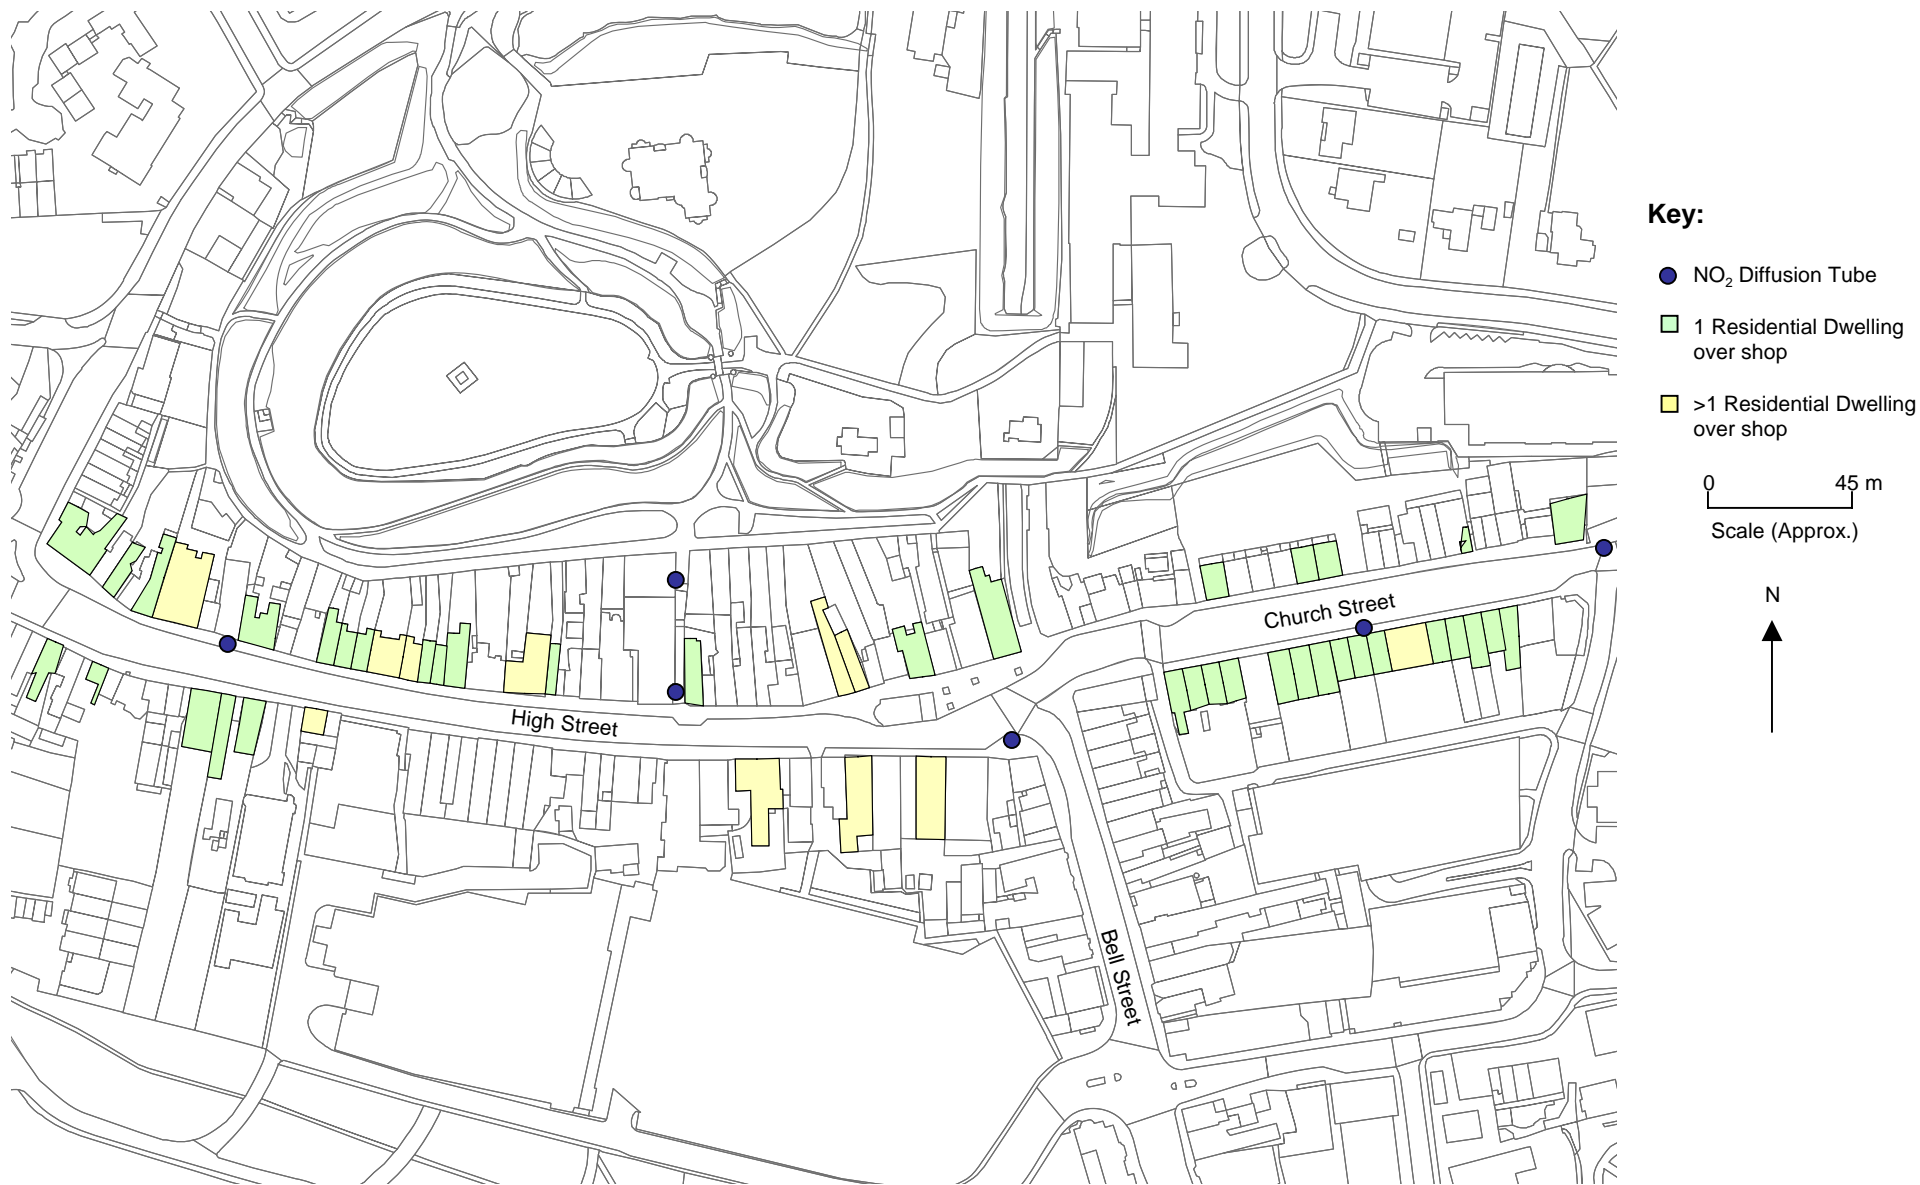 Key:
NO₂ Diffusion Tube
1 Residential Dwelling
over shop
>1 Residential Dwelling
over shop
0 45 m
Scale (Approx.)
N
Church Street
High Street
Bell Street